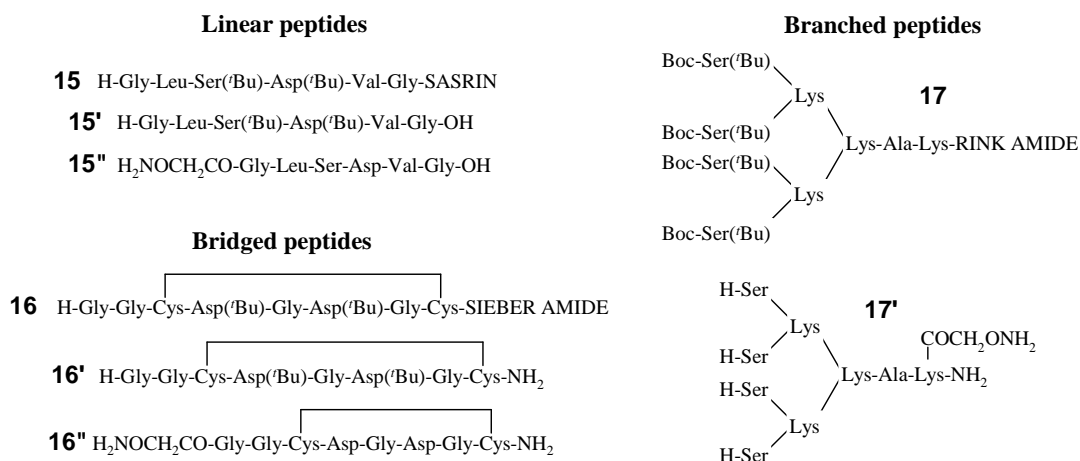 Linear peptides
15 H-Gly-Leu-Ser(tBu)-Asp(tBu)-Val-Gly-SASRIN
15' H-Gly-Leu-Ser(tBu)-Asp(tBu)-Val-Gly-OH
15" H2NOCH2CO-Gly-Leu-Ser-Asp-Val-Gly-OH
Bridged peptides
16 H-Gly-Gly-Cys-Asp(tBu)-Gly-Asp(tBu)-Gly-Cys-SIEBER AMIDE
16' H-Gly-Gly-Cys-Asp(tBu)-Gly-Asp(tBu)-Gly-Cys-NH2
16" H2NOCH2CO-Gly-Gly-Cys-Asp-Gly-Asp-Gly-Cys-NH2
Branched peptides
Boc-Ser(tBu)
Lys
17
Boc-Ser(tBu)
Lys-Ala-Lys-RINK AMIDE
Boc-Ser(tBu)
Lys
Boc-Ser(tBu)
H-Ser
17'
Lys
COCH2ONH2
H-Ser
Lys-Ala-Lys-NH2
H-Ser
Lys
H-Ser